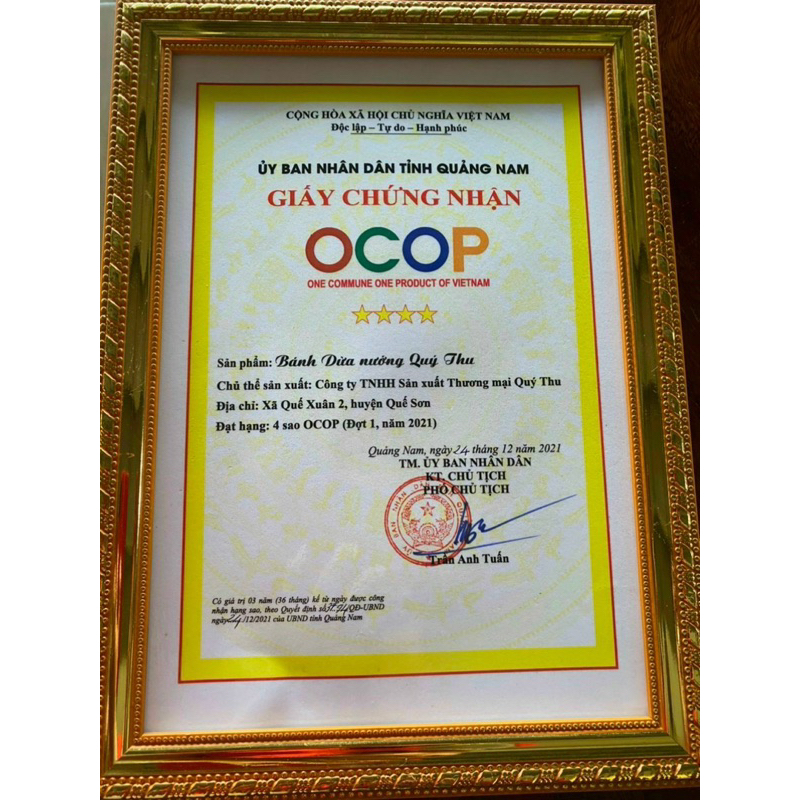 CỘNG HÒA XÃ HỘI CHỦ NGHĨA VIỆT NAM
Độc lập – Tự do – Hạnh phúc
ỦY BAN NHÂN DÂN TỈNH QUẢNG NAM
GIẤY CHỨNG NHẬN
OCOP
ONE COMMUNE ONE PRODUCT OF VIETNAM
Sản phẩm: Bánh Dừa nướng Quý Thu
Chủ thể sản xuất: Công ty TNHH Sản xuất Thương mại Quý Thu
Địa chỉ: Xã Quế Xuân 2, huyện Quế Sơn
Đạt hạng: 4 sao OCOP (Đợt 1, năm 2021)
Quảng Nam, ngày 24 tháng 12 năm 2021
TM. ỦY BAN NHÂN DÂN
KT. CHỦ TỊCH
PHÓ CHỦ TỊCH
Trần Anh Tuấn
Có giá trị 03 năm (36 tháng) kể từ ngày được công
nhận hạng sao, theo Quyết định số /QĐ-UBND
ngày 24/12/2021 của UBND tỉnh Quảng Nam